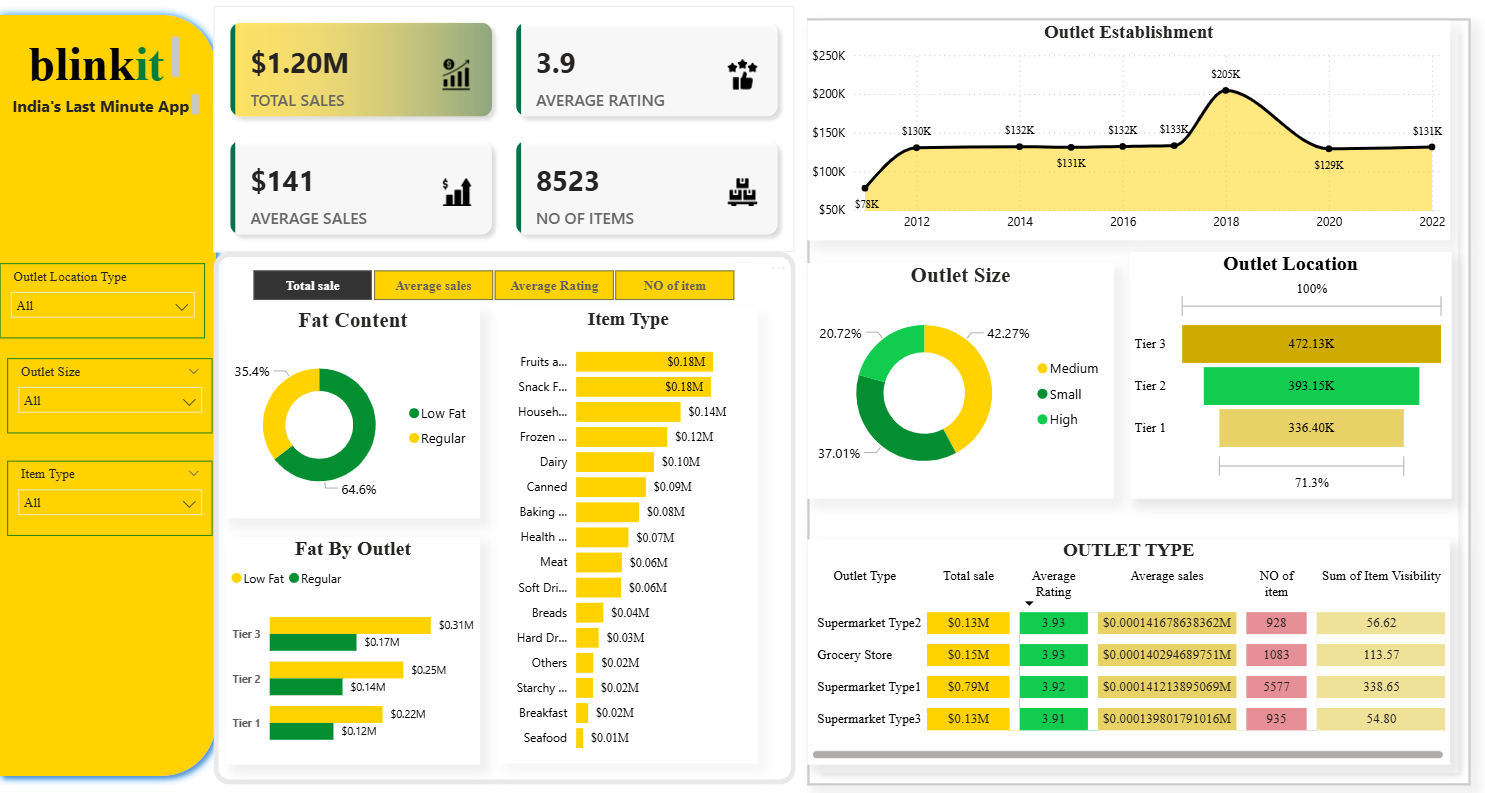 blinkit
India's Last Minute App
Outlet Location Type
All
Outlet Size
All
Item Type
All
$1.20M
TOTAL SALES
3.9
AVERAGE RATING
$141
AVERAGE SALES
8523
NO OF ITEMS
Total sale
Average sales
Average Rating
NO of item
Fat Content
35.4%
64.6%
Low Fat
Regular
Fat By Outlet
Low Fat Regular
Tier 3
$0.31M
$0.17M
Tier 2
$0.25M
$0.14M
Tier 1
$0.22M
$0.12M
Item Type
Fruits a... $0.18M
Snack F... $0.18M
Househ... $0.14M
Frozen ... $0.12M
Dairy $0.10M
Canned $0.09M
Baking ... $0.08M
Health ... $0.07M
Meat $0.06M
Soft Dri... $0.06M
Breads $0.04M
Hard Dr... $0.03M
Others $0.02M
Starchy ... $0.02M
Breakfast $0.02M
Seafood $0.01M
Outlet Establishment
$250K
$200K
$150K
$100K
$50K
$78K
$130K
$132K
$131K
$132K
$133K
$205K
$129K
$131K
2012 2014 2016 2018 2020 2022
Outlet Size
20.72%
42.27%
37.01%
Medium
Small
High
Outlet Location
100%
Tier 3 472.13K
Tier 2 393.15K
Tier 1 336.40K
71.3%
OUTLET TYPE
Outlet Type Total sale Average Rating Average sales NO of item Sum of Item Visibility
Supermarket Type2 $0.13M 3.93 $0.000141678638362M 928 56.62
Grocery Store $0.15M 3.93 $0.000140294689751M 1083 113.57
Supermarket Type1 $0.79M 3.92 $0.000141213895069M 5577 338.65
Supermarket Type3 $0.13M 3.91 $0.000139801791016M 935 54.80